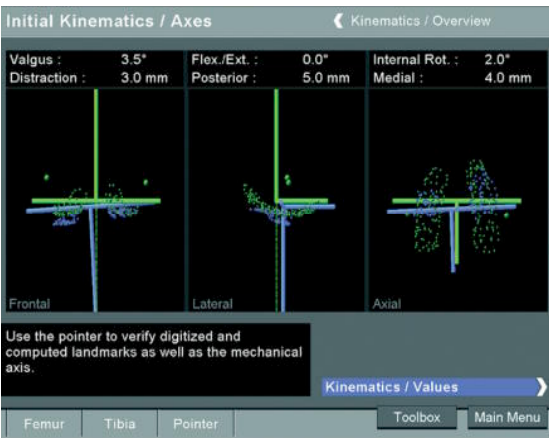 Initial Kinematics / Axes
Kinematics / Overview
Valgus : 3.5°
Distraction : 3.0 mm
Flex./Ext. : 0.0°
Posterior : 5.0 mm
Internal Rot. : 2.0°
Medial : 4.0 mm
Frontal
Lateral
Axial
Use the pointer to verify digitized and
computed landmarks as well as the mechanical
axis.
Kinematics / Values
Femur
Tibia
Pointer
Toolbox
Main Menu